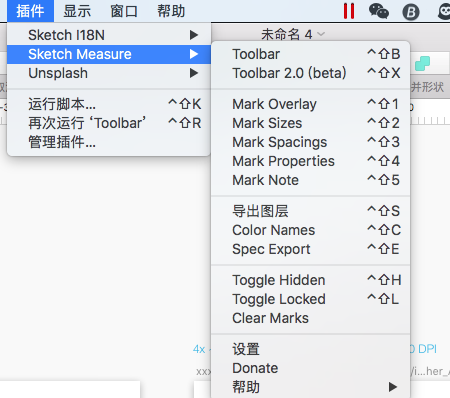 插件 显示 窗口 帮助
未命名 4
Sketch I18N
Sketch Measure
Unsplash
运行脚本... ^⇧K
再次运行 ‘Toolbar’ ^⇧R
管理插件...
Toolbar ^⇧B
Toolbar 2.0 (beta) ^⇧X
Mark Overlay ^⇧1
Mark Sizes ^⇧2
Mark Spacings ^⇧3
Mark Properties ^⇧4
Mark Note ^⇧5
导出图层 ^⇧S
Color Names ^⇧C
Spec Export ^⇧E
Toggle Hidden ^⇧H
Toggle Locked ^⇧L
Clear Marks
设置
Donate
帮助
并形状
4x
0 DPI
xxx
/i...her_A